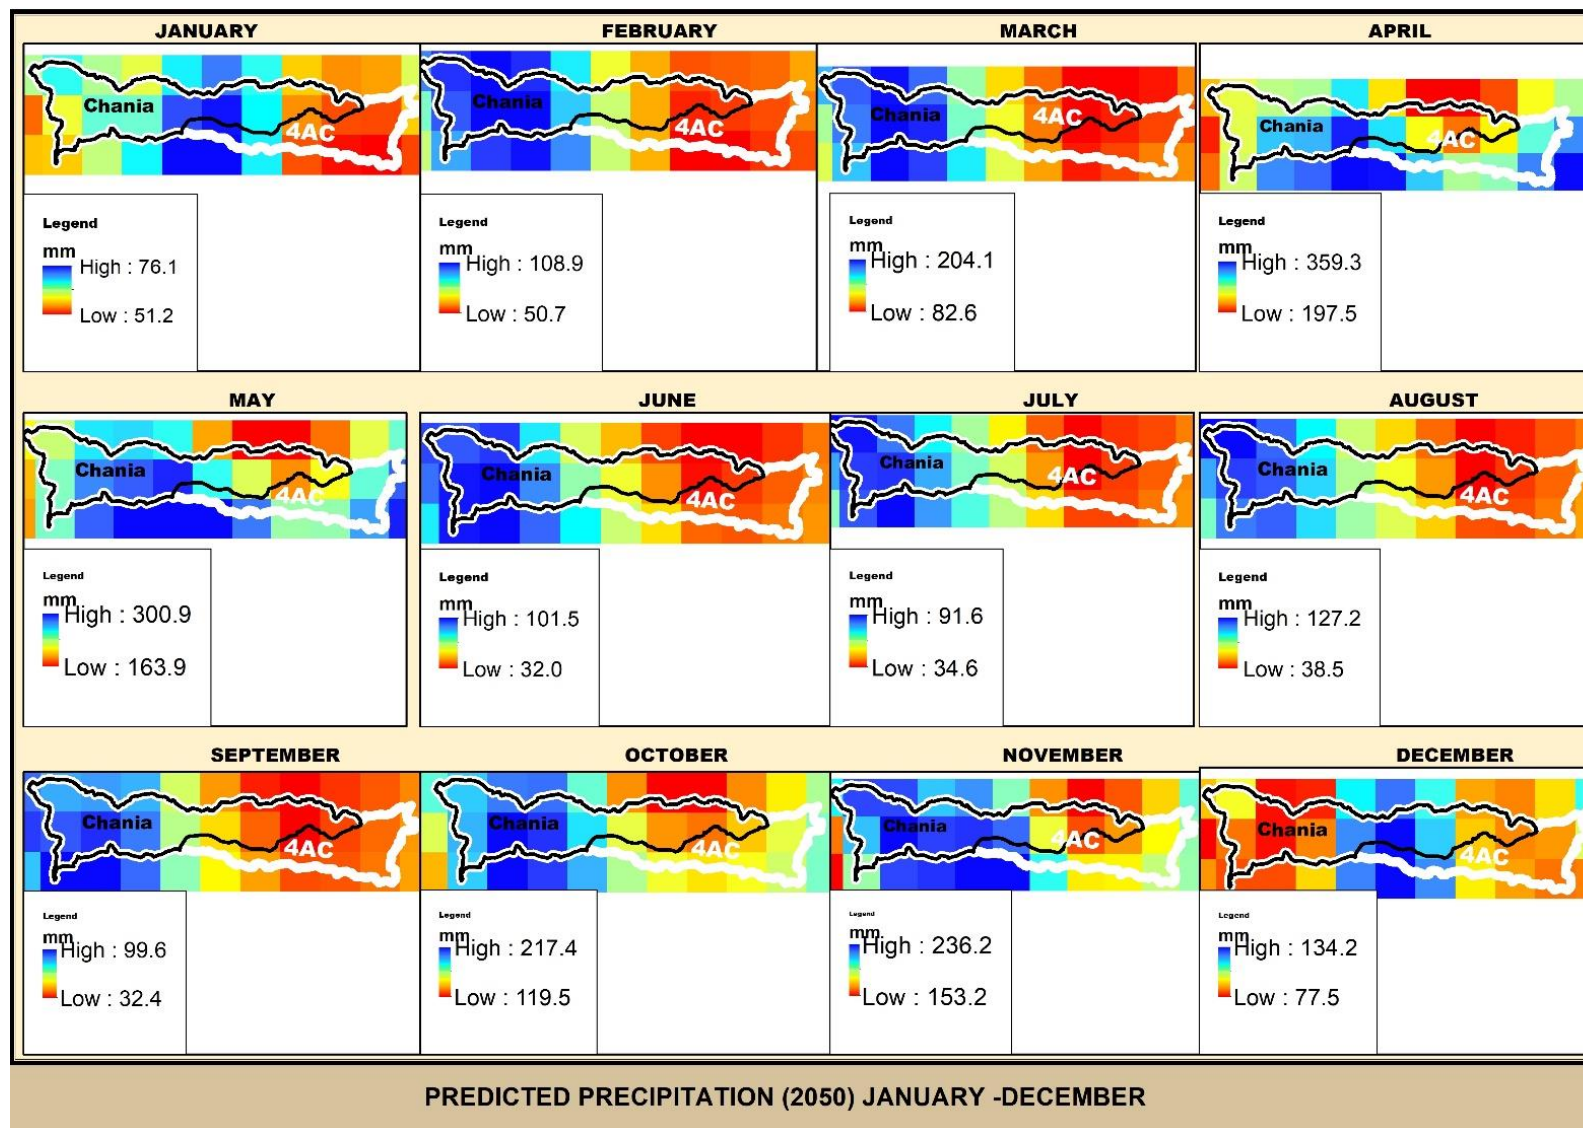 JANUARY
FEBRUARY
MARCH
APRIL
Chania
4AC
Chania
4AC
Chania
4AC
Chania
4AC
Legend
mm
High : 76.1
Low : 51.2
Legend
mm
High : 108.9
Low : 50.7
Legend
mm
High : 204.1
Low : 82.6
Legend
mm
High : 359.3
Low : 197.5
MAY
JUNE
JULY
AUGUST
Chania
4AC
Chania
4AC
Chania
4AC
Chania
4AC
Legend
mm
High : 300.9
Low : 163.9
Legend
mm
High : 101.5
Low : 32.0
Legend
mm
High : 91.6
Low : 34.6
Legend
mm
High : 127.2
Low : 38.5
SEPTEMBER
OCTOBER
NOVEMBER
DECEMBER
Chania
4AC
Chania
4AC
Chania
4AC
Chania
4AC
Legend
mm
High : 99.6
Low : 32.4
Legend
mm
High : 217.4
Low : 119.5
Legend
mm
High : 236.2
Low : 153.2
Legend
mm
High : 134.2
Low : 77.5
PREDICTED PRECIPITATION (2050) JANUARY -DECEMBER